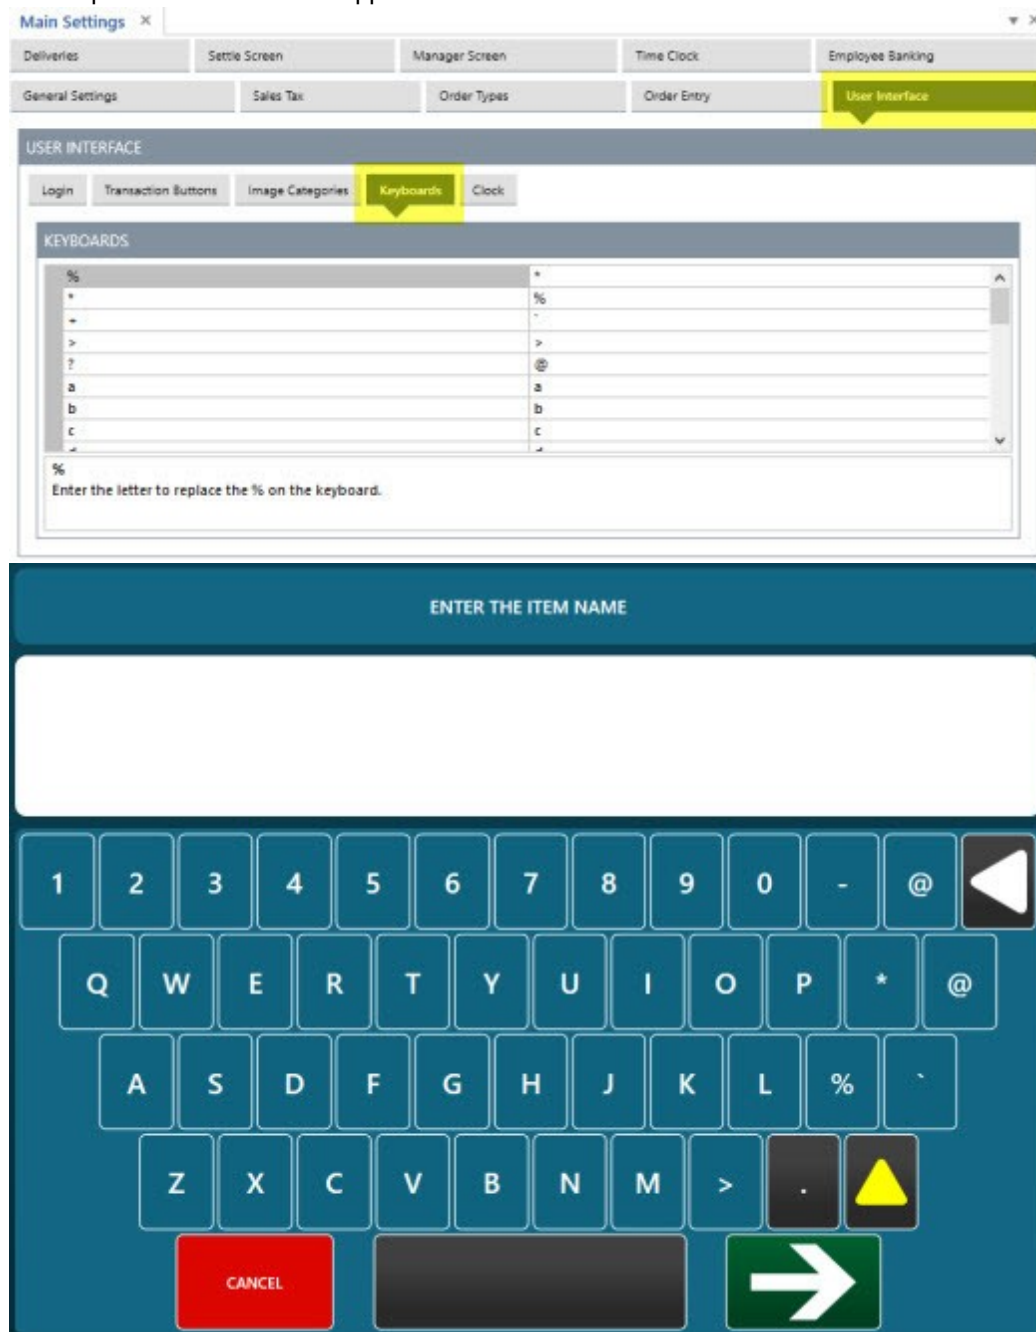 Main Settings ×
Deliveries Settle Screen Manager Screen Time Clock Employee Banking
General Settings Sales Tax Order Types Order Entry User Interface
USER INTERFACE
Login Transaction Buttons Image Categories Keyboards Clock
KEYBOARDS
% *
* %
`
> >
? @
a a
b b
c c
%
Enter the letter to replace the % on the keyboard.
ENTER THE ITEM NAME
1 2 3 4 5 6 7 8 9 0 - @
Q W E R T Y U I O P * @
A S D F G H J K L % `
Z X C V B N M > .
CANCEL